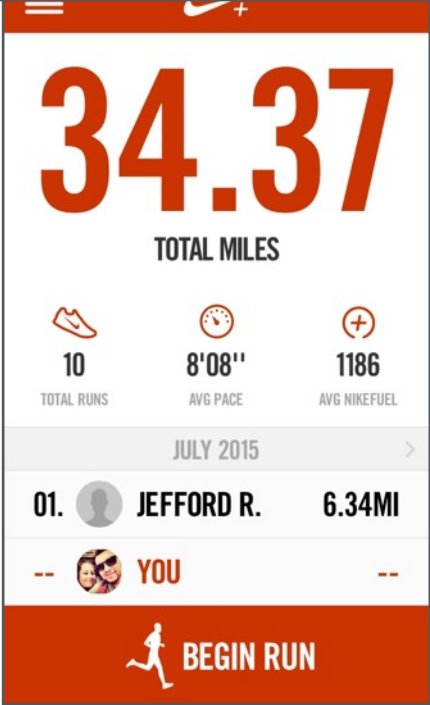 +
34.37
TOTAL MILES
10 8'08'' 1186
TOTAL RUNS AVG PACE AVG NIKEFUEL
JULY 2015
01. JEFFORD R. 6.34MI
-- YOU --
BEGIN RUN